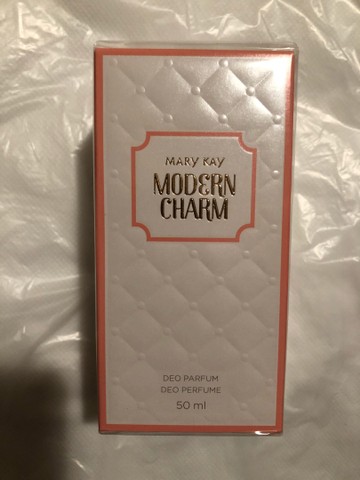 MARY KAY
MODERN
CHARM
DEO PARFUM
DEO PERFUME
50 ml